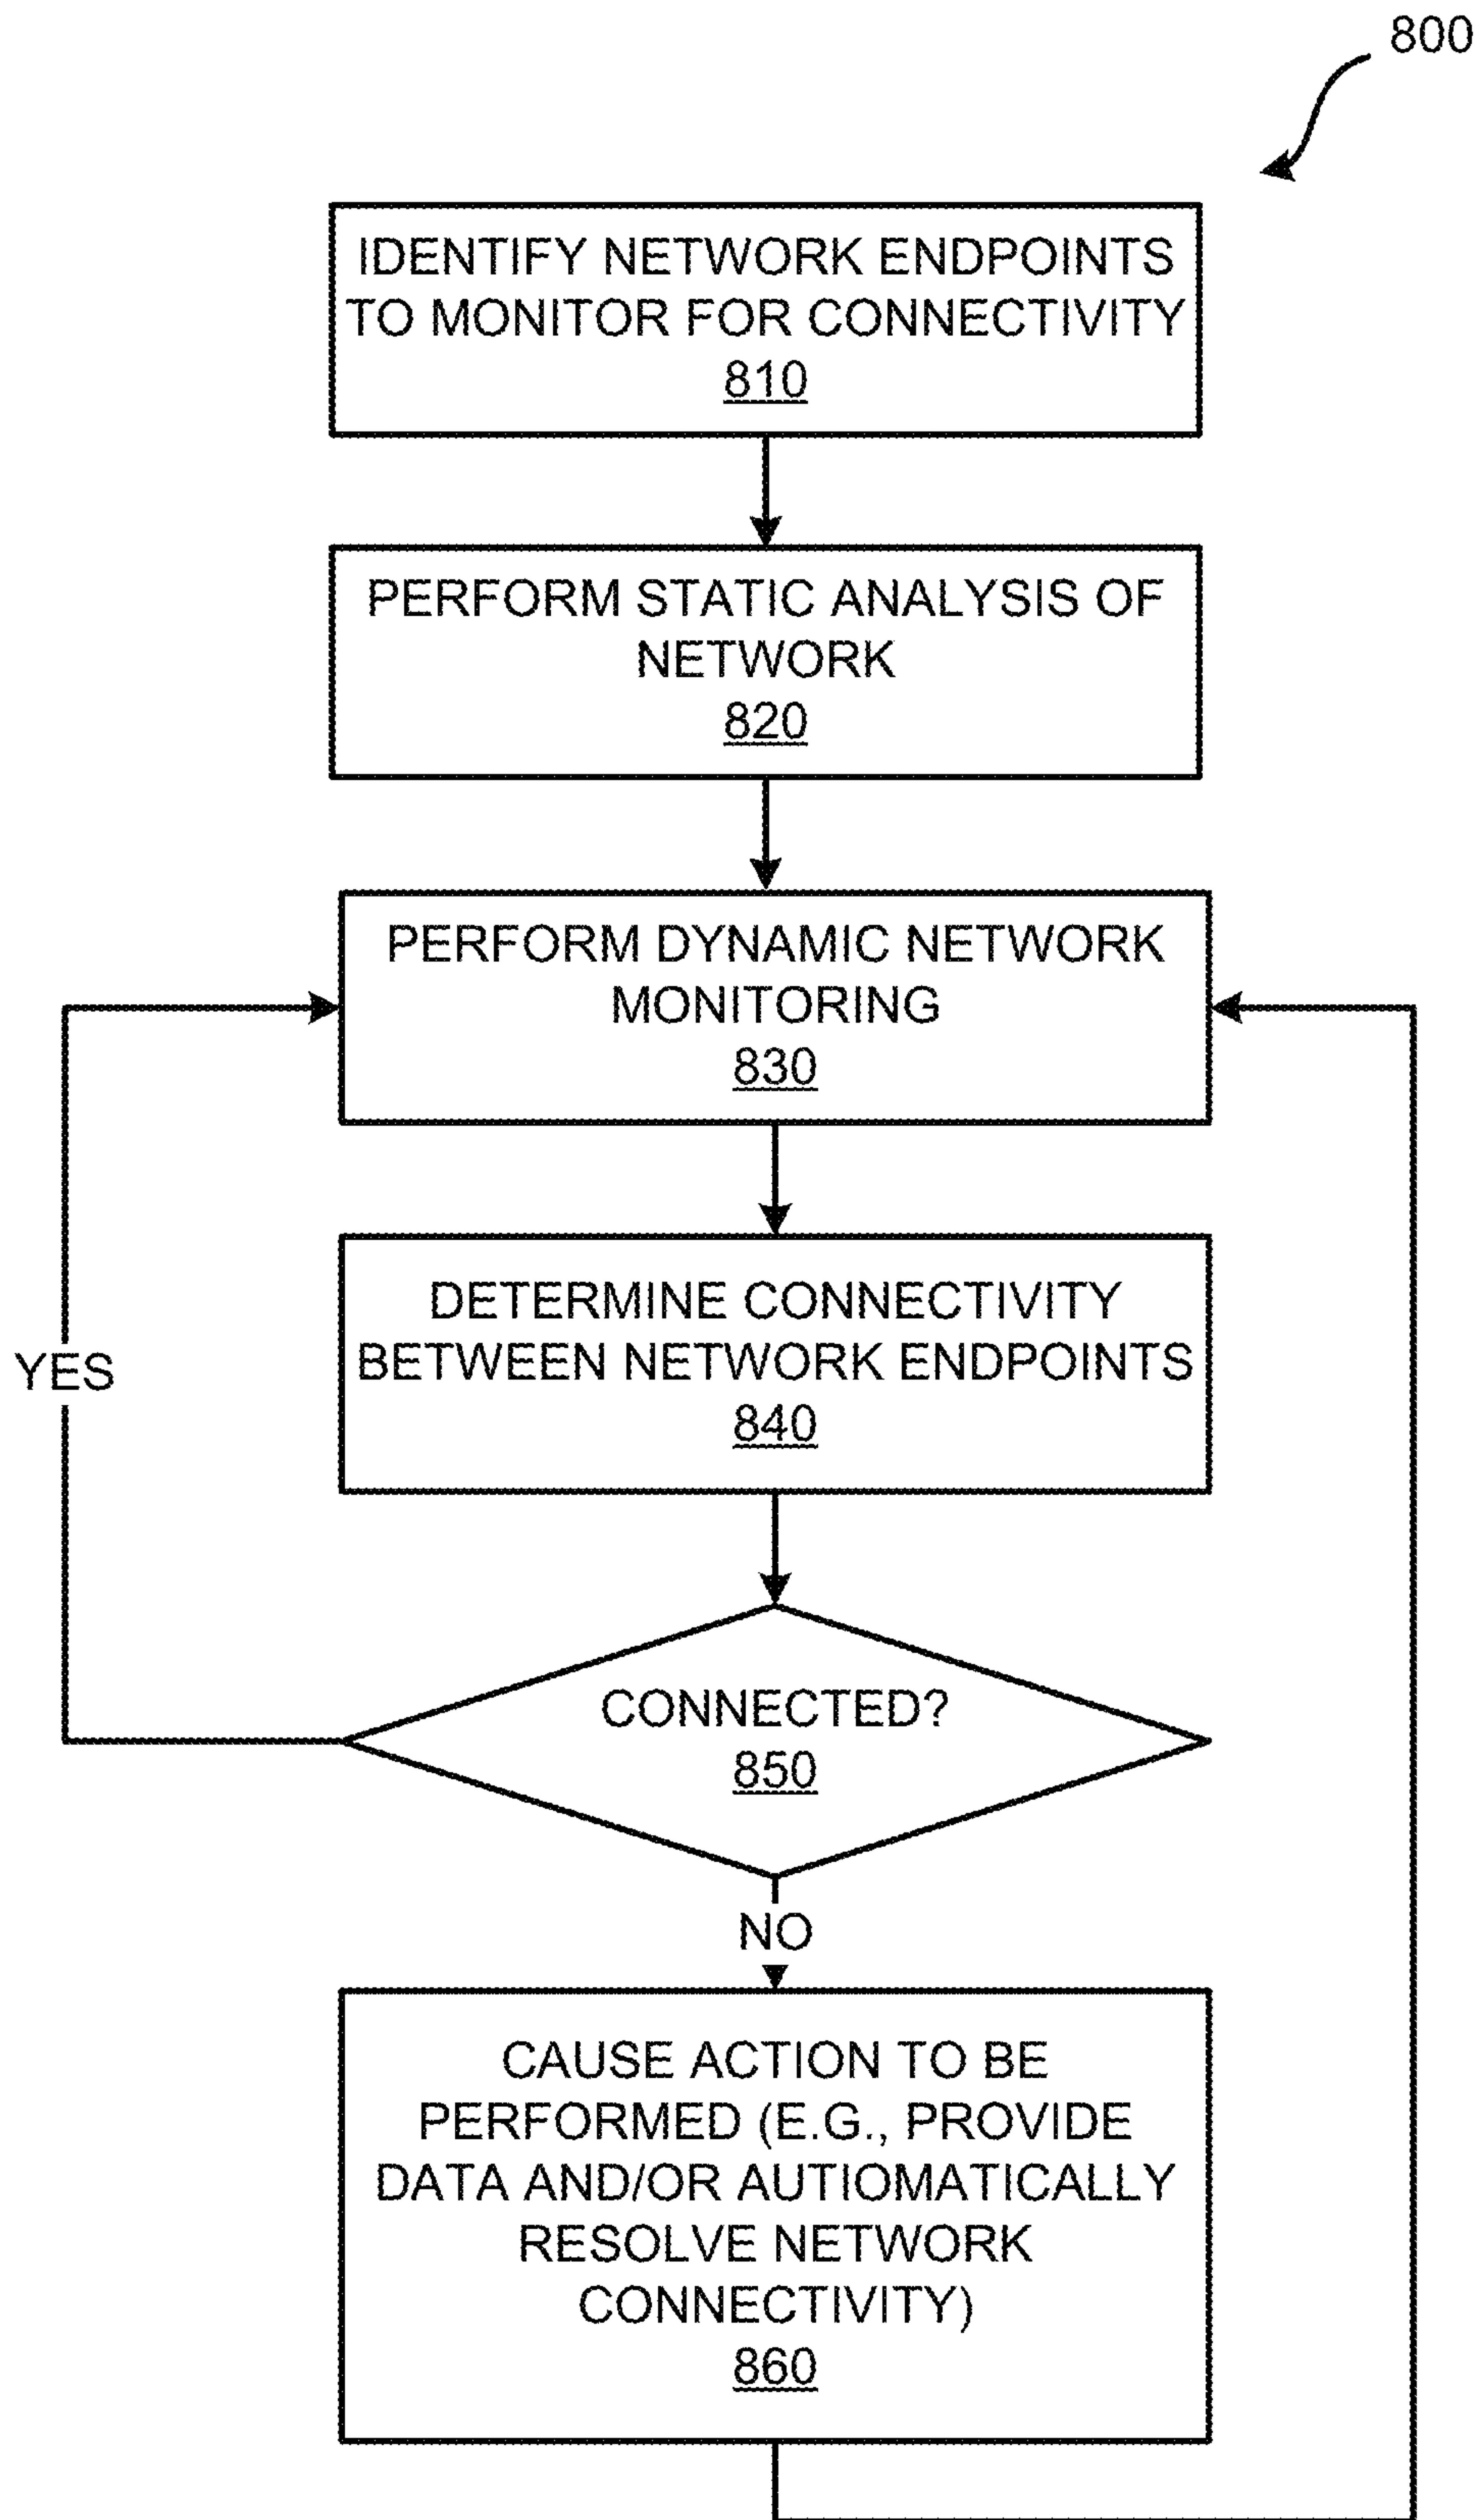 800
IDENTIFY NETWORK ENDPOINTS
TO MONITOR FOR CONNECTIVITY
810
PERFORM STATIC ANALYSIS OF
NETWORK
820
PERFORM DYNAMIC NETWORK
MONITORING
830
DETERMINE CONNECTIVITY
BETWEEN NETWORK ENDPOINTS
840
YES
CONNECTED?
850
NO
CAUSE ACTION TO BE
PERFORMED (E.G., PROVIDE
DATA AND/OR AUTIOMATICALLY
RESOLVE NETWORK
CONNECTIVITY)
860